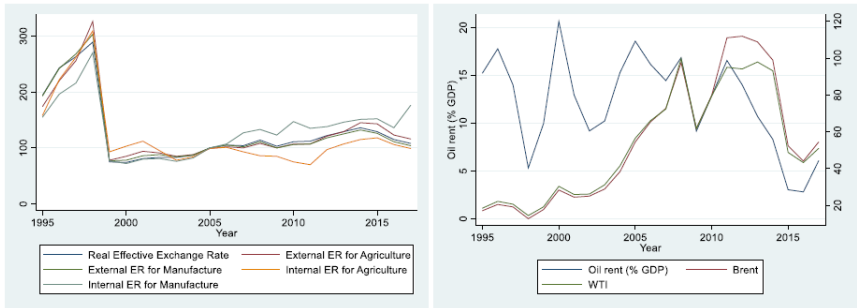 300
200
100
0
1995
2000
2005
2010
2015
Year
Real Effective Exchange Rate
External ER for Agriculture
External ER for Manufacture
Internal ER for Agriculture
Internal ER for Manufacture
Oil rent (% GDP)
20
15
10
5
0
120
100
80
60
40
20
1995
2000
2005
2010
2015
Year
Oil rent (% GDP)
Brent
WTI